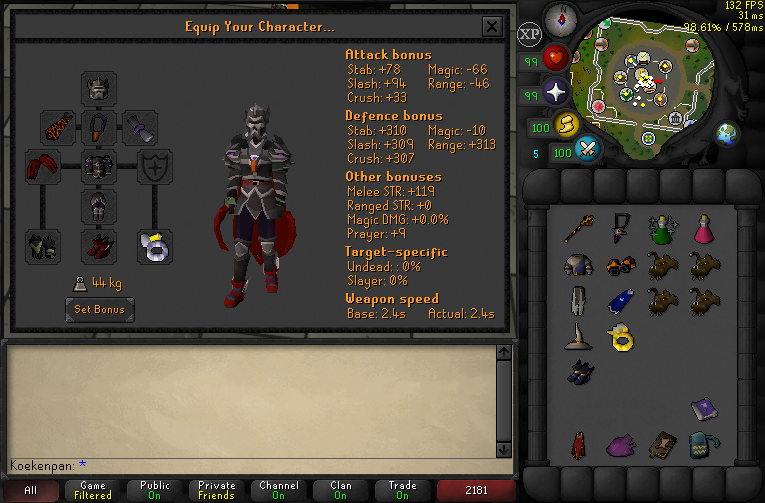 Equip Your Character...
132 FPS
31 ms
98.61% / 578ms
XP
99
99
100
5 100
Attack bonus
Stab: +78 Magic: -66
Slash: +94 Range: -46
Crush: +33
Defence bonus
Stab: +310 Magic: -10
Slash: +309 Range: +313
Crush: +307
Other bonuses
Melee STR: +119
Ranged STR: +0
Magic DMG: +0.0%
Prayer: +9
Target-specific
Undead: : 0%
Slayer: 0%
Weapon speed
Base: 2.4s Actual: 2.4s
44 kg
Set Bonus
Koekenpan: *
All
Game
Filtered
Public
On
Private
Friends
Channel
On
Clan
On
Trade
On
2181